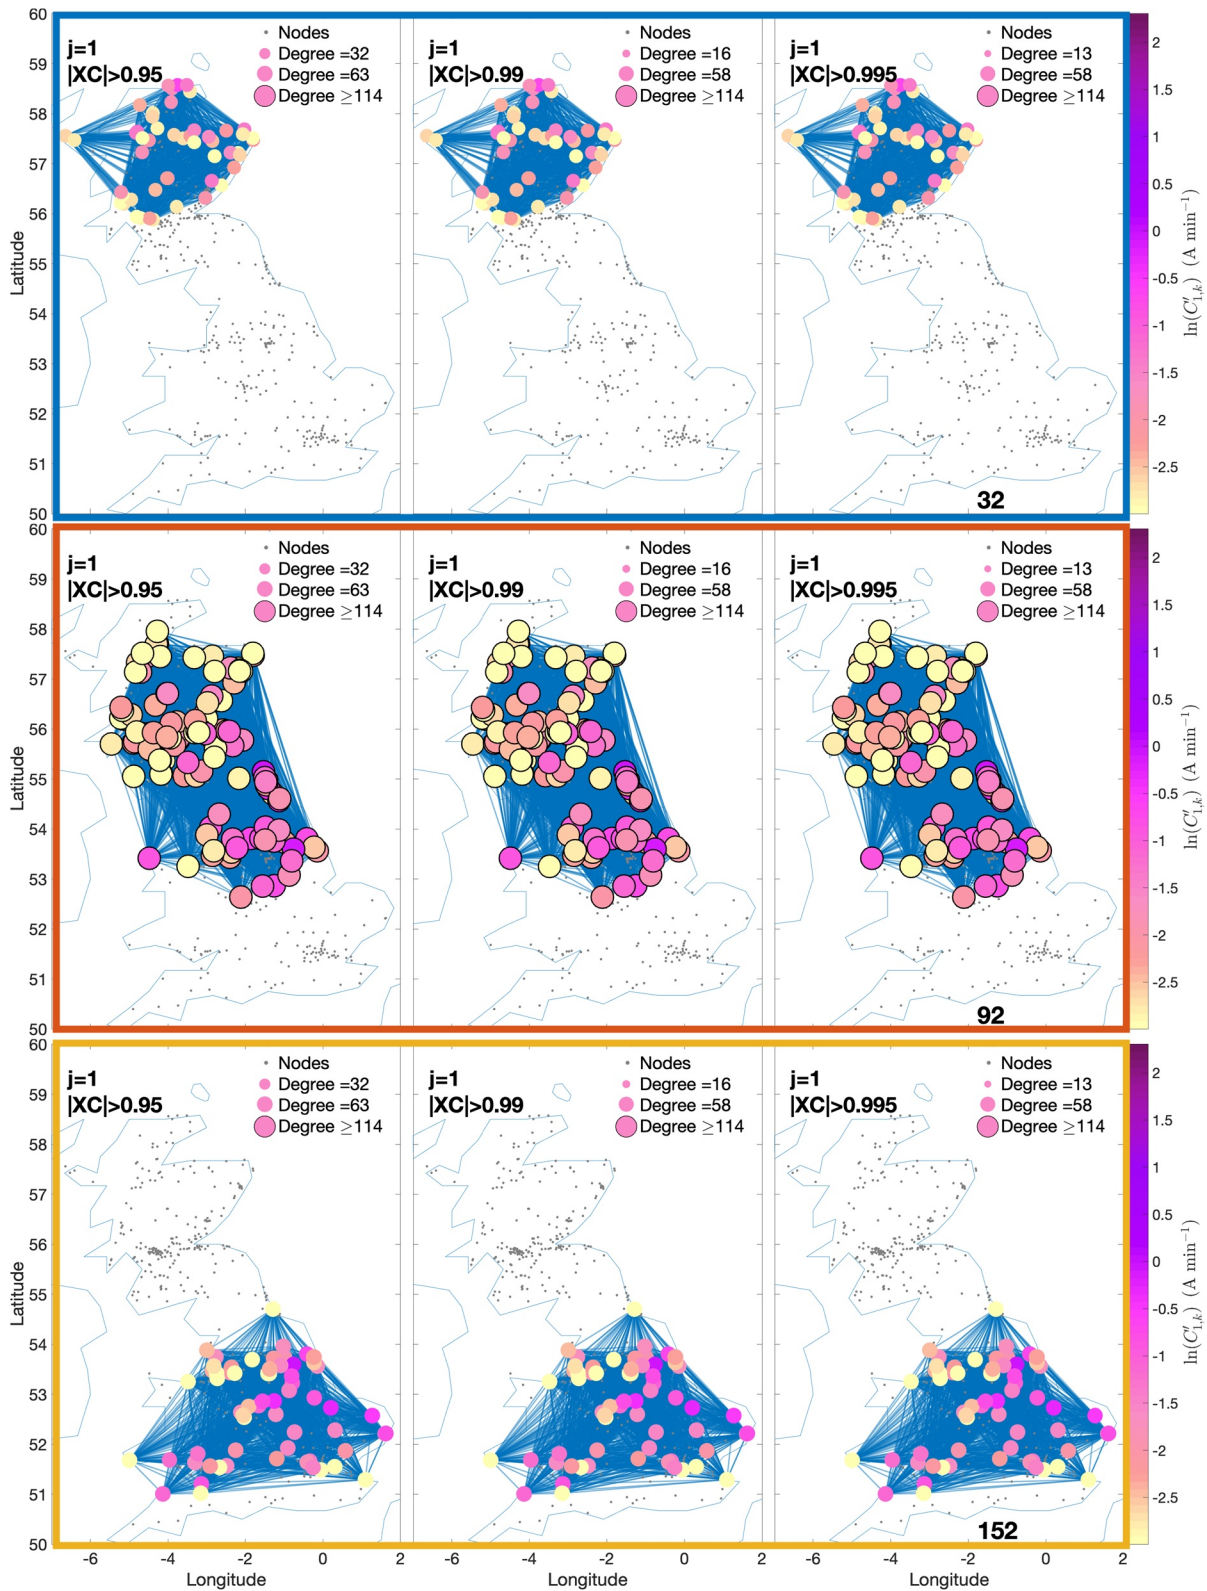 60
59
58
57
56
55
54
53
52
51
50
Latitude
j=1
|XC|>0.95
Nodes
Degree =32
Degree =63
Degree ≥114
j=1
|XC|>0.99
Nodes
Degree =16
Degree =58
Degree ≥114
j=1
|XC|>0.995
Nodes
Degree =13
Degree =58
Degree ≥114
32
2
1.5
1
0.5
0
-0.5
-1
-1.5
-2
-2.5
ln(C′1,k) (A min−1)
60
59
58
57
56
55
54
53
52
51
50
Latitude
j=1
|XC|>0.95
Nodes
Degree =32
Degree =63
Degree ≥114
j=1
|XC|>0.99
Nodes
Degree =16
Degree =58
Degree ≥114
j=1
|XC|>0.995
Nodes
Degree =13
Degree =58
Degree ≥114
92
2
1.5
1
0.5
0
-0.5
-1
-1.5
-2
-2.5
ln(C′1,k) (A min−1)
60
59
58
57
56
55
54
53
52
51
50
Latitude
j=1
|XC|>0.95
Nodes
Degree =32
Degree =63
Degree ≥114
j=1
|XC|>0.99
Nodes
Degree =16
Degree =58
Degree ≥114
j=1
|XC|>0.995
Nodes
Degree =13
Degree =58
Degree ≥114
152
2
1.5
1
0.5
0
-0.5
-1
-1.5
-2
-2.5
ln(C′1,k) (A min−1)
-6 -4 -2 0 2 -6 -4 -2 0 2 -6 -4 -2 0 2
Longitude Longitude Longitude